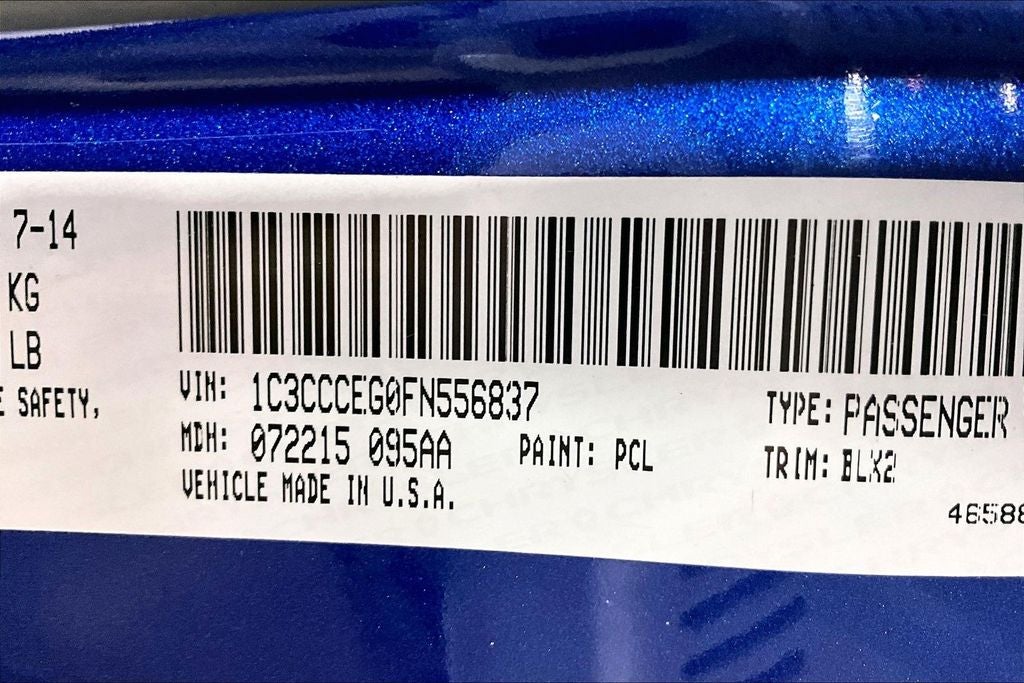 7-14
KG
LB
E SAFETY,
VIN: 1C3CCCEG0FN556837
TYPE: PASSENGER
MDH: 072215 095AA
PAINT: PCL
TRIM: BLX2
VEHICLE MADE IN U.S.A.
46588